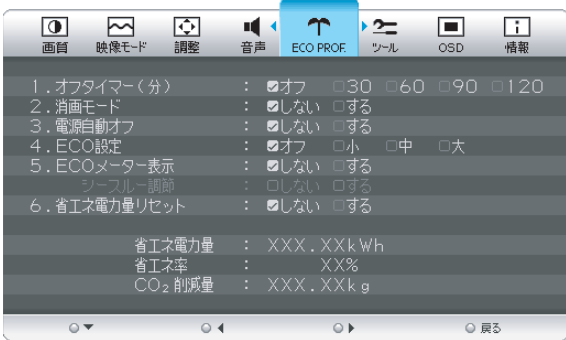 画質 映像モード 調整 音声 ECO PROF. ツール OSD 情報
1.オフタイマー(分) : ☑オフ □30 □60 □90 □120
2.消画モード : ☑しない □する
3.電源自動オフ : ☑しない □する
4.ECO設定 : ☑オフ □小 □中 □大
5.ECOメーター表示 : ☑しない □する
シースルー調節 : □しない □する
6.省エネ電力量リセット : ☑しない □する
省エネ電力量 : XXX.XXkWh
省エネ率 : XX%
CO₂削減量 : XXX.XXkg
○▼ ○◀ ○▶ ○戻る